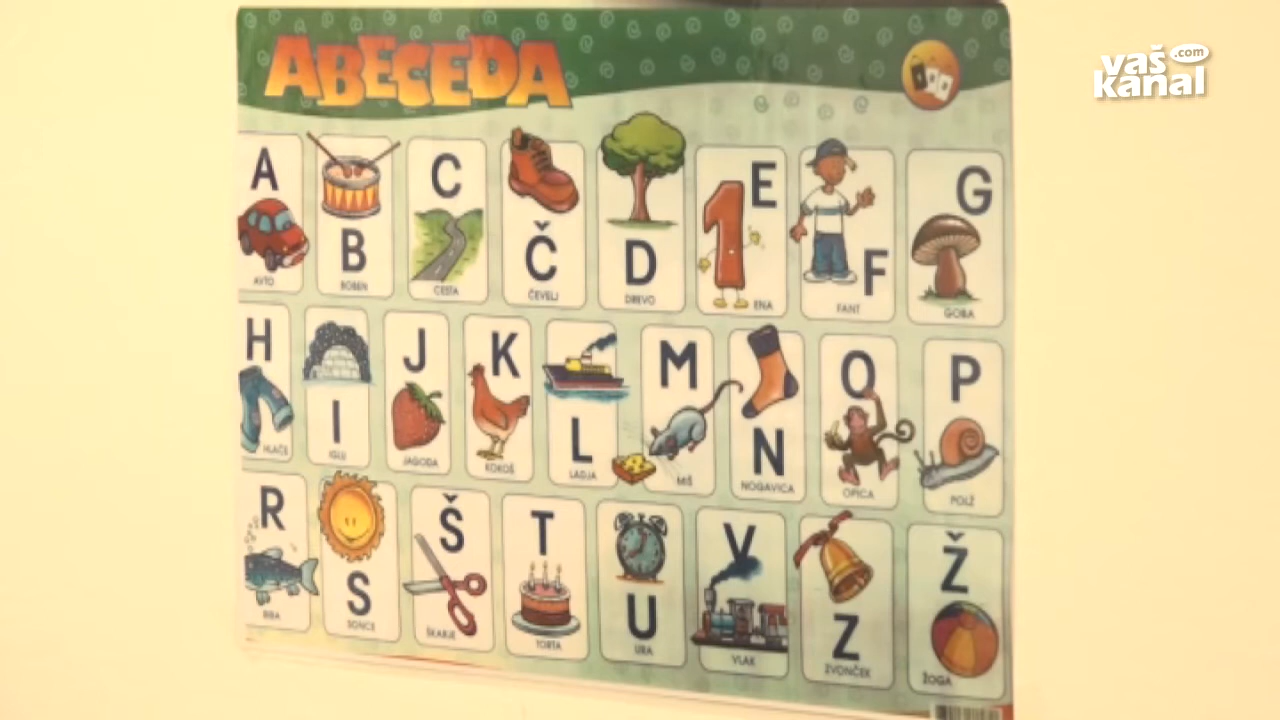 ABECEDA
vaš
.com
kanal
A
B
C
Č
D
E
F
G
AVTO
BOBEN
CESTA
ČEVELJ
DREVO
ENA
FANT
GOBA
H
I
J
K
L
M
N
O
P
HLAČE
IGLU
JAGODA
KOKOŠ
LADJA
MIŠ
NOGAVICA
OPICA
POLŽ
R
S
Š
T
U
V
Z
Ž
RIBA
SONCE
ŠKARJE
TORTA
URA
VLAK
ZVONČEK
ŽOGA